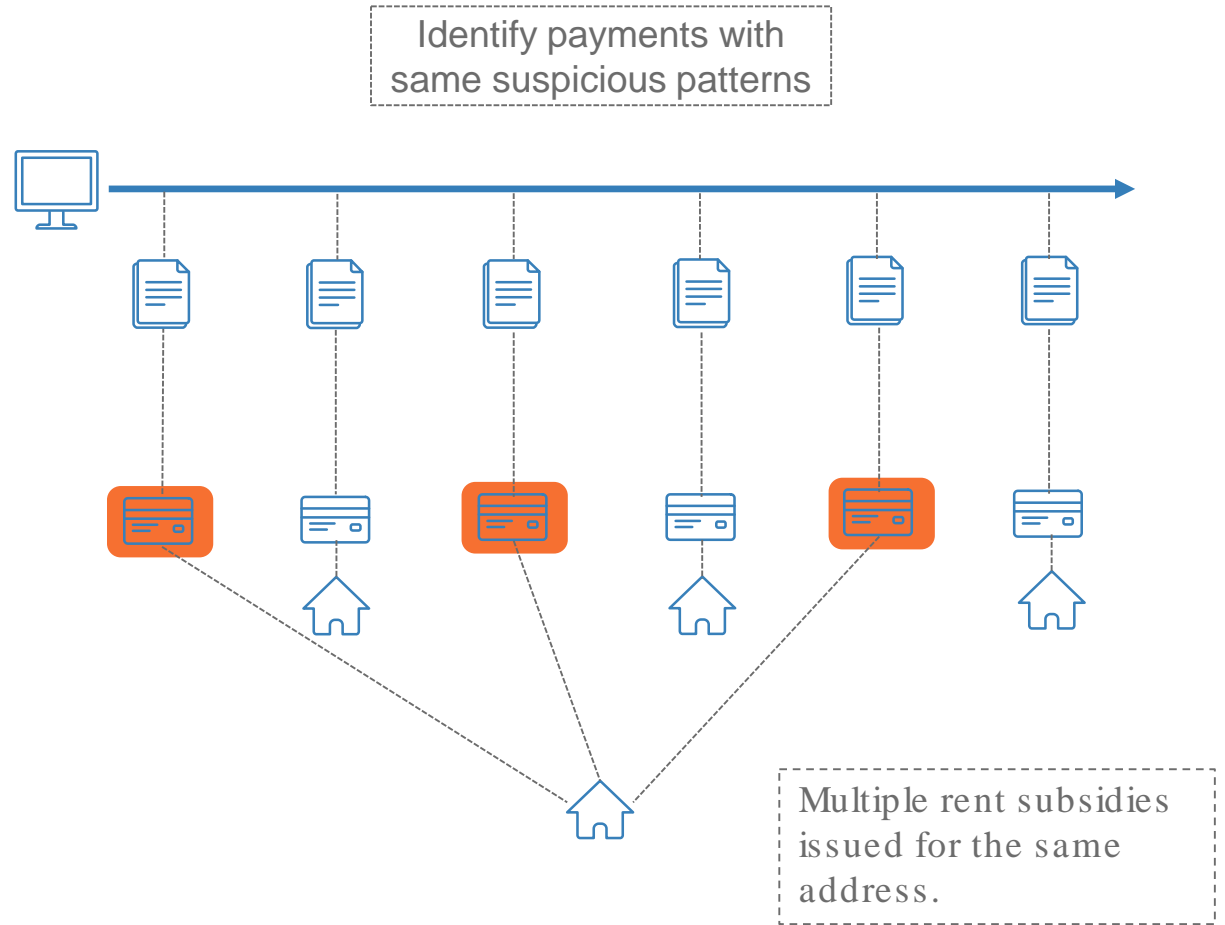 Identify payments with
same suspicious patterns
Multiple rent subsidies
issued for the same
address.